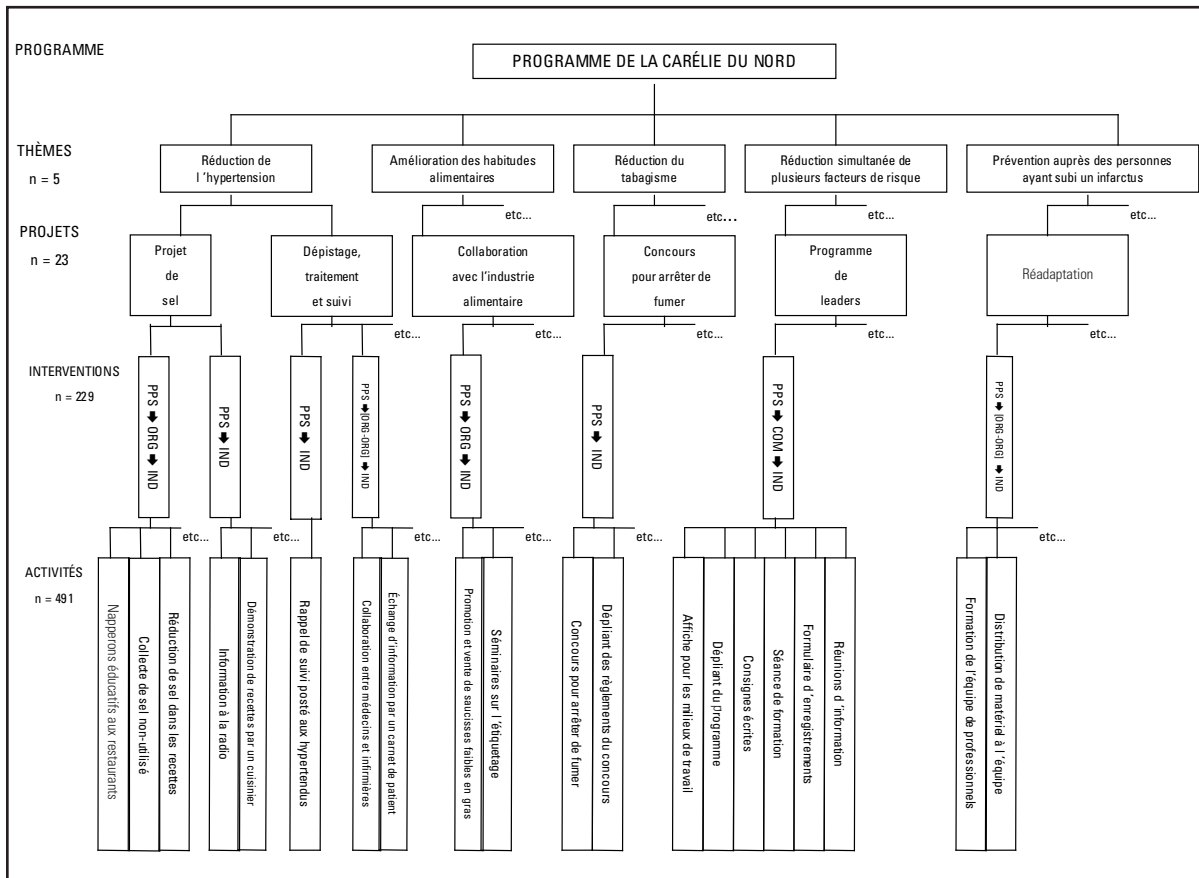 PROGRAMME
PROGRAMME DE LA CARÉLIE DU NORD
THÈMES
n = 5
Réduction de
l 'hypertension
Amélioration des habitudes
alimentaires
Réduction du
tabagisme
Réduction simultanée de
plusieurs facteurs de risque
Prévention auprès des personnes
ayant subi un infarctus
etc...
etc...
etc...
PROJETS
n = 23
Projet
de
sel
Dépistage,
traitement
et suivi
Collaboration
avec l'industrie
alimentaire
Concours
pour arrêter de
fumer
Programme
de
leaders
Réadaptation
etc...
etc...
etc...
etc...
etc...
INTERVENTIONS
n = 229
PPS ➡ ORG ➡ IND
PPS ➡ IND
PPS ➡ IND
PPS ➡ [ORG-ORG] ➡ IND
PPS ➡ ORG ➡ IND
PPS ➡ IND
PPS ➡ COM ➡ IND
PPS ➡ [ORG-ORG] ➡ IND
etc...
etc...
etc...
etc...
etc...
etc...
ACTIVITÉS
n = 491
Napperons éducatifs aux restaurants
Collecte de sel non-utilisé
Réduction de sel dans les recettes
Information à la radio
Démonstration de recettes par un cuisinier
Rappel de suivi posté aux hypertendus
Collaboration entre médecins et infirmières
Échange d'information par un carnet de patient
Promotion et vente de saucisses faibles en gras
Séminaires sur l 'étiquetage
Concours pour arrêter de fumer
Dépliant des règlements du concours
Affiche pour les milieux de travail
Dépliant du programme
Consignes écrites
Séance de formation
Formulaire d 'enregistrements
Réunions d 'information
Formation de l'équipe de professionnels
Distribution de matériel à l 'équipe